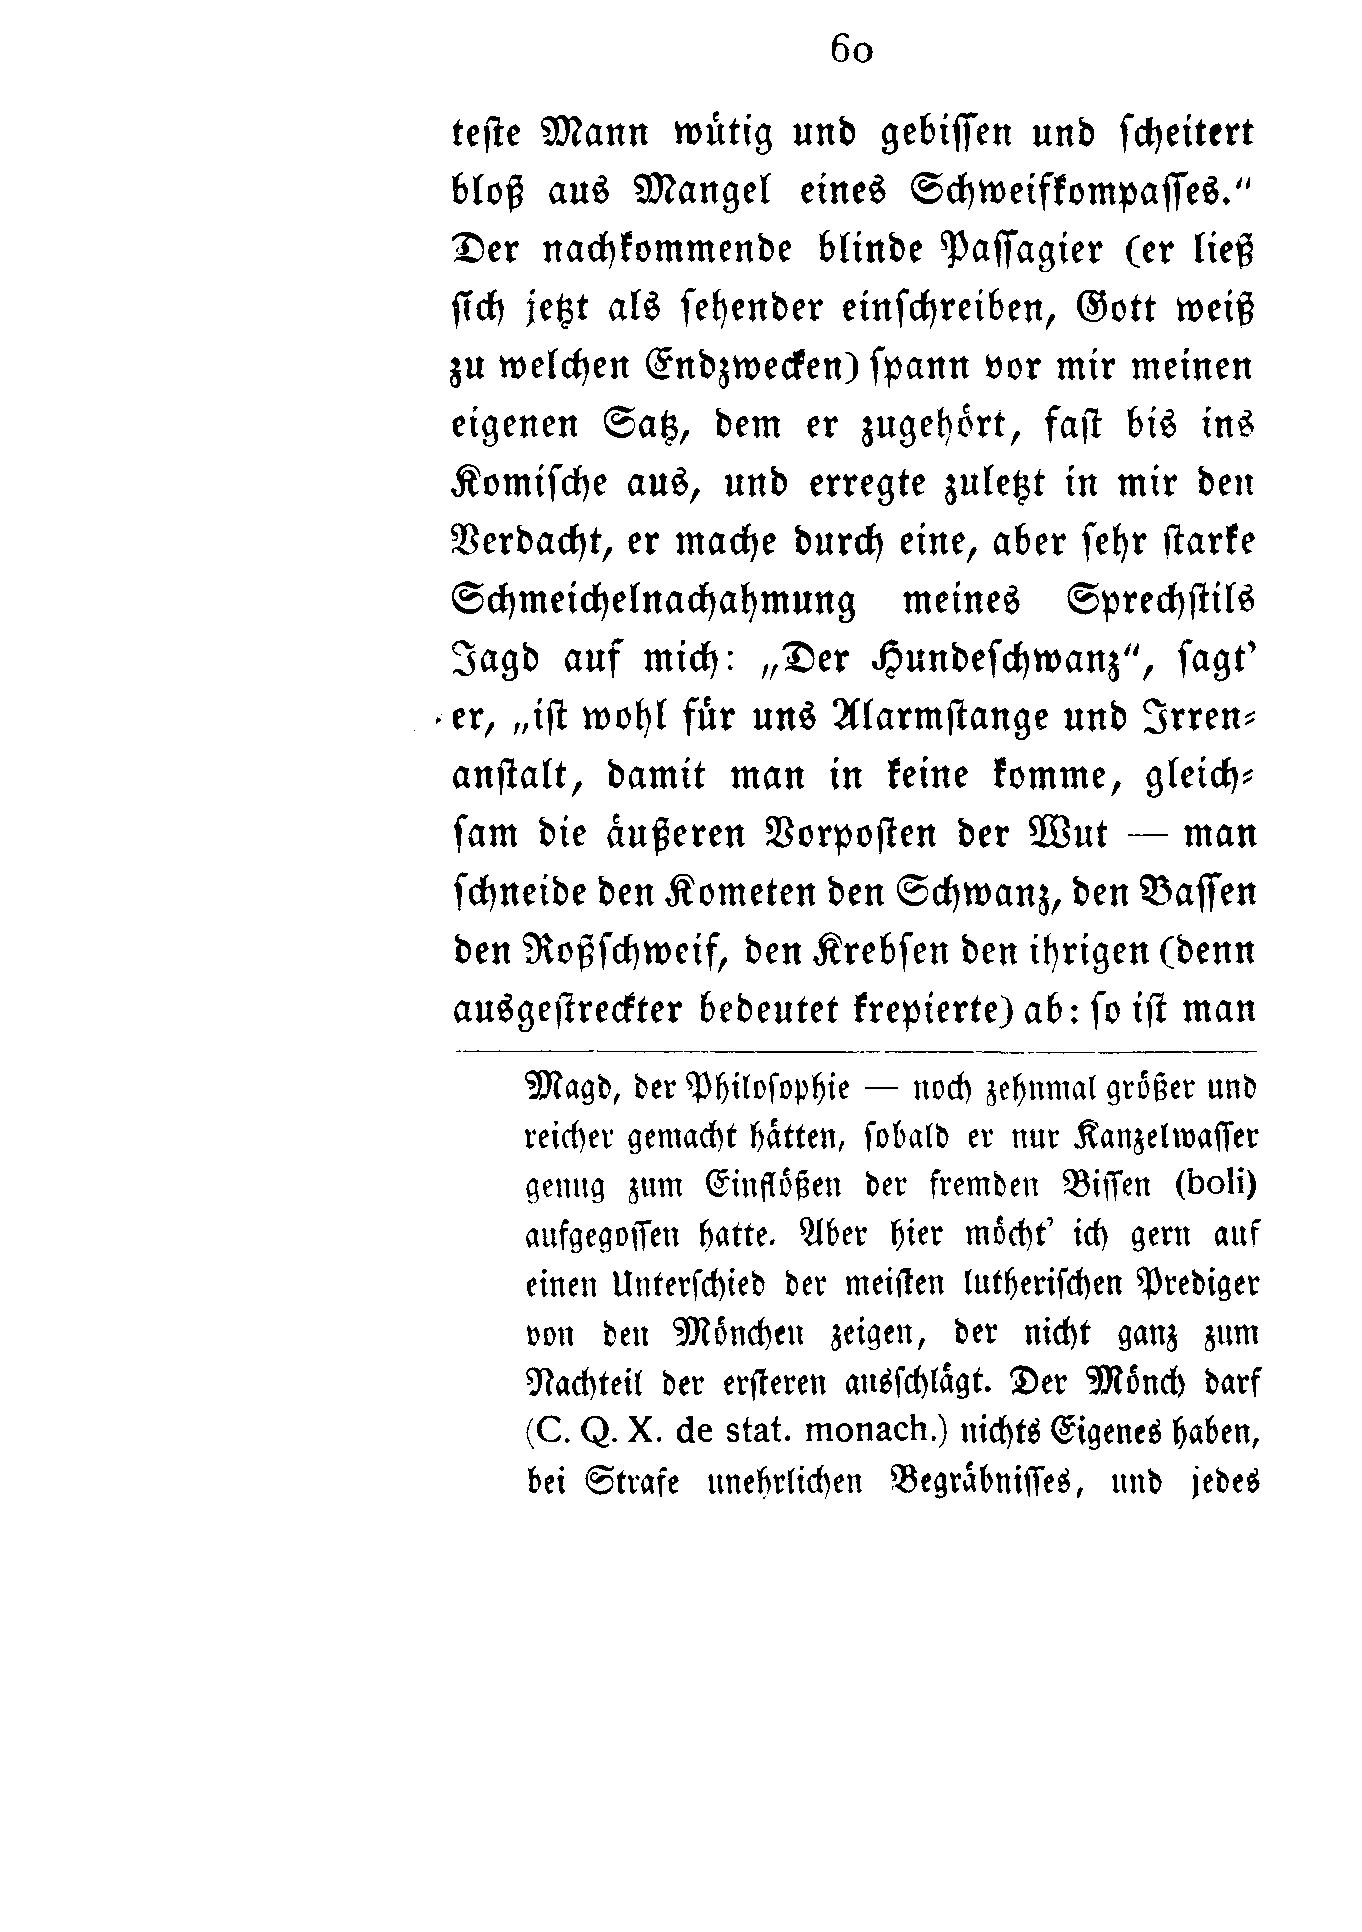 60
teſte Mann wütig und gebiſſen und ſcheitert
bloß aus Mangel eines Schweifkompaſſes.“
Der nachkommende blinde Paſſagier (er ließ
ſich jetzt als ſehender einſchreiben, Gott weiß
zu welchen Endzwecken) ſpann vor mir meinen
eigenen Satz, dem er zugehört, faſt bis ins
Komiſche aus, und erregte zuletzt in mir den
Verdacht, er mache durch eine, aber ſehr ſtarke
Schmeichelnachahmung meines Sprechſtils
Jagd auf mich: „Der Hundeſchwanz“, ſagt’
er, „iſt wohl für uns Alarmſtange und Irren⸗
anſtalt, damit man in keine komme, gleich⸗
ſam die äußeren Vorpoſten der Wut — man
ſchneide den Kometen den Schwanz, den Baſſen
den Roßſchweif, den Krebſen den ihrigen (denn
ausgeſtreckter bedeutet krepierte) ab: ſo iſt man
Magd, der Philoſophie — noch zehnmal größer und
reicher gemacht hätten, ſobald er nur Kanzelwaſſer
genug zum Einflößen der fremden Biſſen (boli)
aufgegoſſen hatte. Aber hier möcht’ ich gern auf
einen Unterſchied der meiſten lutheriſchen Prediger
von den Mönchen zeigen, der nicht ganz zum
Nachteil der erſteren ausſchlägt. Der Mönch darf
(C. Q. X. de stat. monach.) nichts Eigenes haben,
bei Strafe unehrlichen Begräbniſſes, und jedes